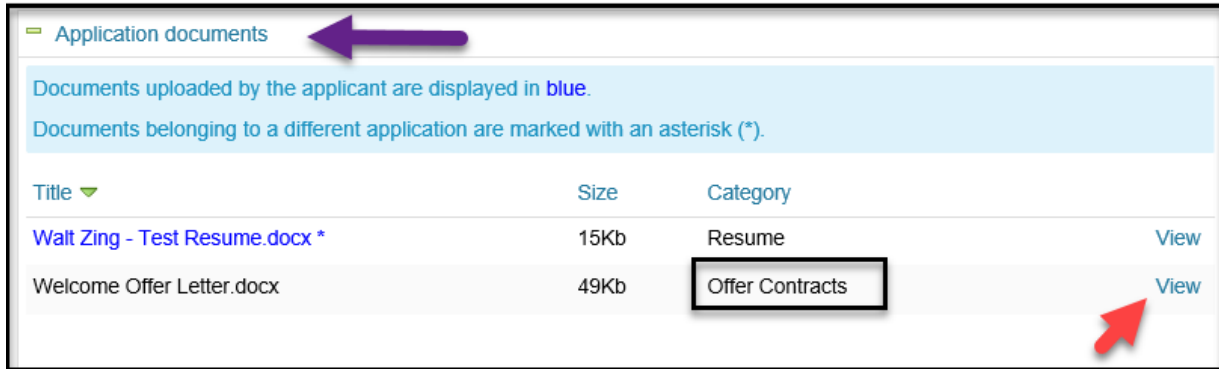 Application documents
Documents uploaded by the applicant are displayed in blue.
Documents belonging to a different application are marked with an asterisk (*).
Title Size Category
Walt Zing - Test Resume.docx * 15Kb Resume View
Welcome Offer Letter.docx 49Kb Offer Contracts View